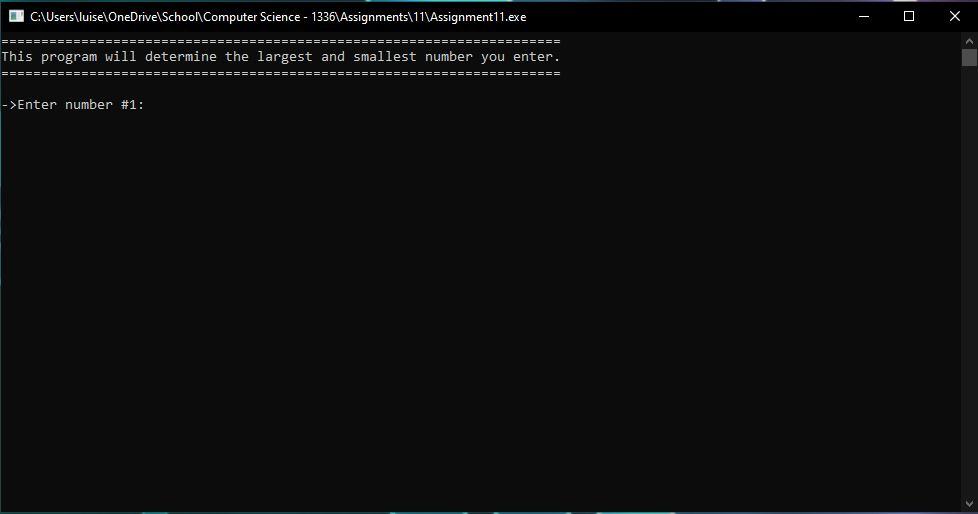 C:\Users\luise\OneDrive\School\Computer Science - 1336\Assignments\11\Assignment11.exe
======================================================================
This program will determine the largest and smallest number you enter.
======================================================================
->Enter number #1: